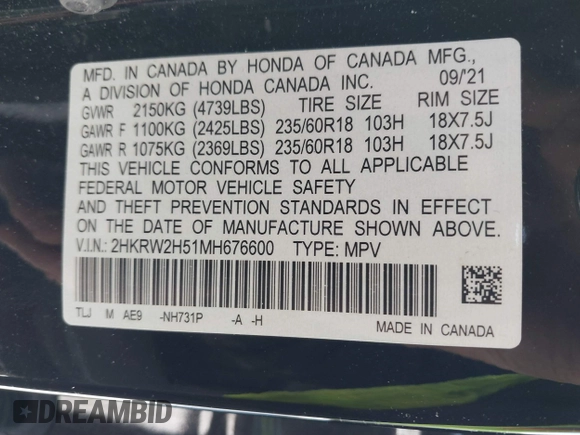 MFD. IN CANADA BY HONDA OF CANADA MFG.,
A DIVISION OF HONDA CANADA INC. 09/21
GVWR 2150KG (4739LBS) TIRE SIZE RIM SIZE
GAWR F 1100KG (2425LBS) 235/60R18 103H 18X7.5J
GAWR R 1075KG (2369LBS) 235/60R18 103H 18X7.5J
THIS VEHICLE CONFORMS TO ALL APPLICABLE
FEDERAL MOTOR VEHICLE SAFETY
AND THEFT PREVENTION STANDARDS IN EFFECT
ON THE DATE OF MANUFACTURE SHOWN ABOVE.
V.I.N.: 2HKRW2H51MH676600 TYPE: MPV
TLJ M AE9 -NH731P -A -H
MADE IN CANADA
DREAMBID